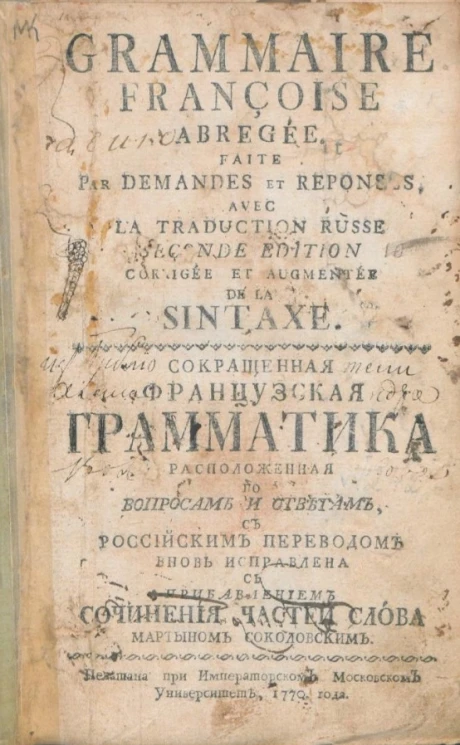 МК
GRAMMAIRE
FRANÇOISE
ABREGÉE,
FAITE
PAR DEMANDES ET REPONSES,
AVEC
LA TRADUCTION RUSSE
SECONDE EDITION
CORRIGÉE ET AUGMENTÉE
DE LA
SINTAXE.
СОКРАЩЕННАЯ
ФРАНЦУЗСКАЯ
ГРАММАТИКА
РАСПОЛОЖЕННАЯ
ПО
ВОПРОСАМЪ И ОТВѢТАМЪ,
СЪ
РОССІЙСКИМЪ ПЕРЕВОДОМЪ
ВНОВЬ ИСПРАВЛЕНА
СЪ
ПРИБАВЛЕНІЕМЪ
СОЧИНЕНІЯ ЧАСТЕЙ СЛОВА
МАРТЫНОМЪ СОКОЛОВСКИМЪ.
Печатана при Императорскомъ Московскомъ
Университетѣ, 1770. года.